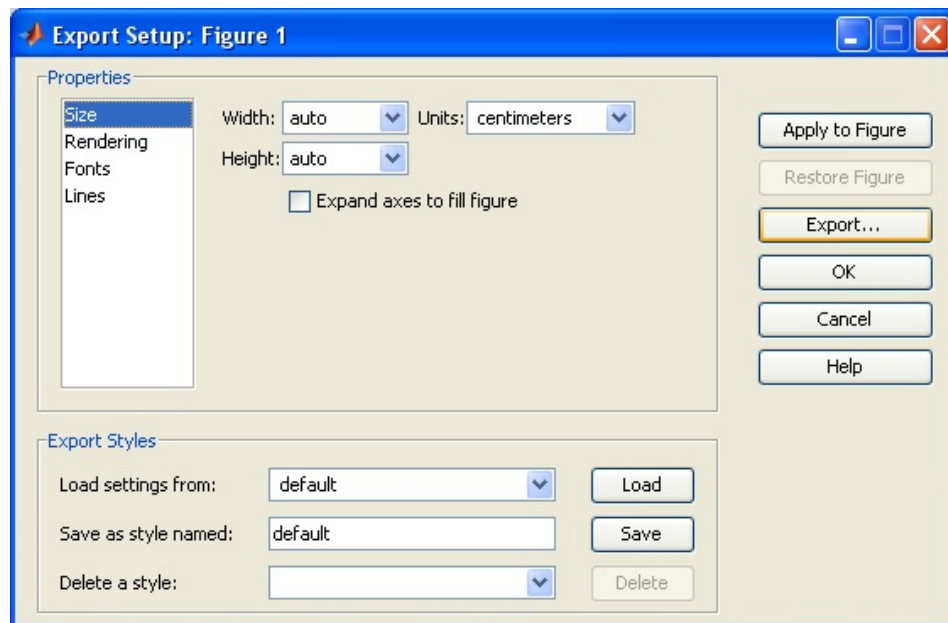 Export Setup: Figure 1
Properties
Size
Rendering
Fonts
Lines
Width: auto Units: centimeters
Height: auto
Expand axes to fill figure
Apply to Figure
Restore Figure
Export...
OK
Cancel
Help
Export Styles
Load settings from: default Load
Save as style named: default Save
Delete a style: Delete